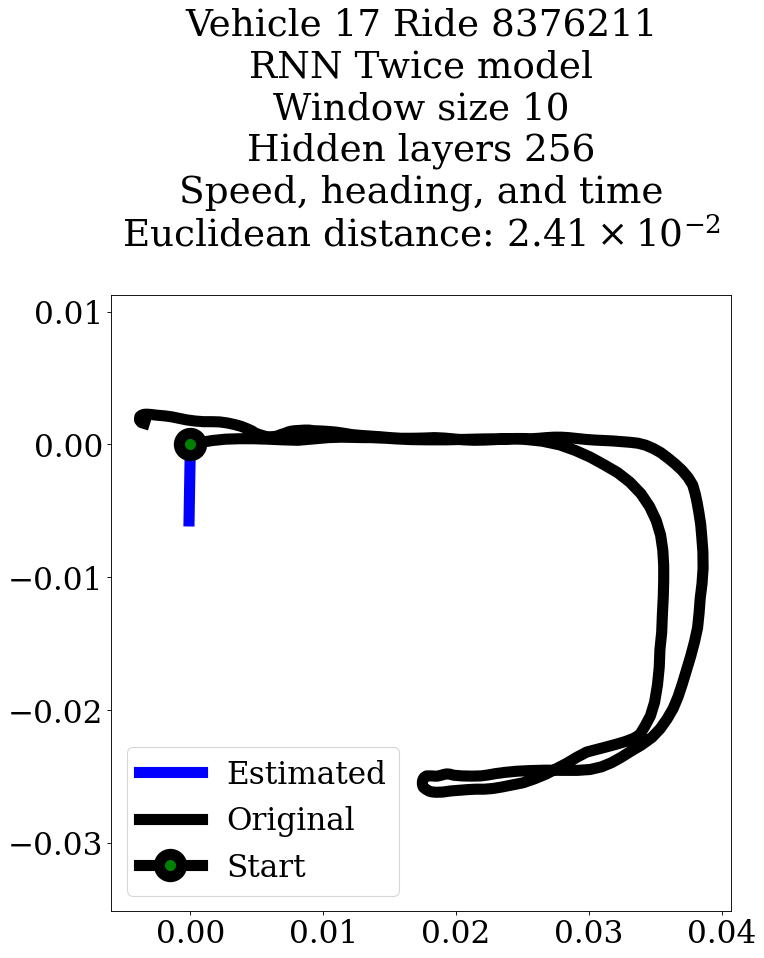 Vehicle 17 Ride 8376211
RNN Twice model
Window size 10
Hidden layers 256
Speed, heading, and time
Euclidean distance: 2.41 × 10⁻²
0.01
0.00
−0.01
−0.02
−0.03
Estimated
Original
Start
0.00 0.01 0.02 0.03 0.04